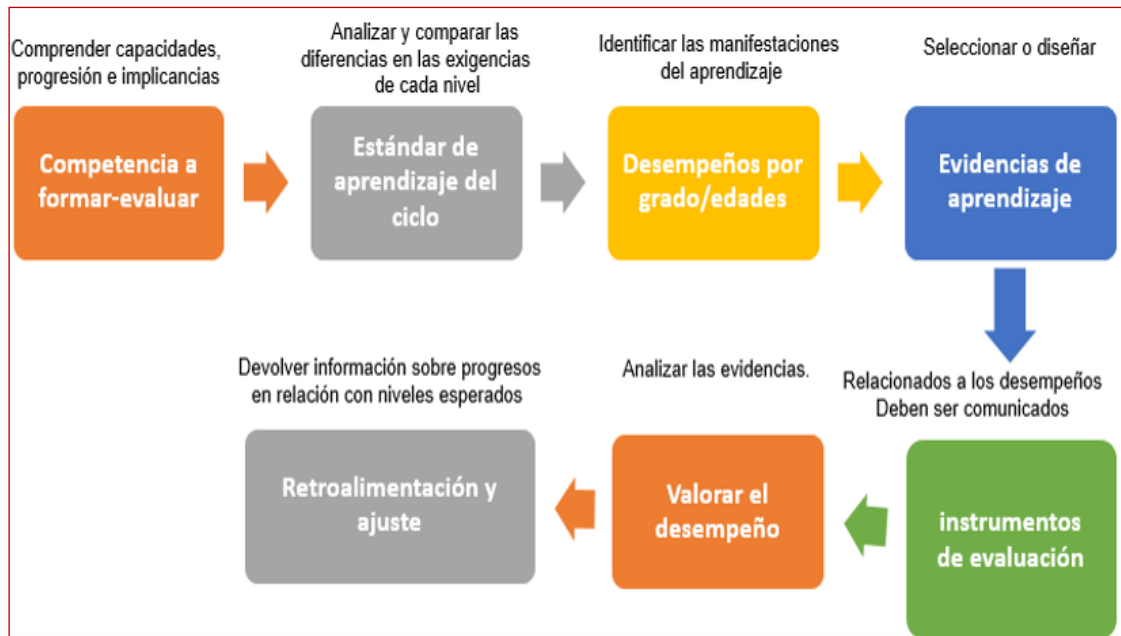 Comprender capacidades,
progresión e implicancias
Competencia a
formar-evaluar
Analizar y comparar las
diferencias en las exigencias
de cada nivel
Estándar de
aprendizaje del
ciclo
Identificar las manifestaciones
del aprendizaje
Desempeños por
grado/edades
Seleccionar o diseñar
Evidencias de
aprendizaje
Relacionados a los desempeños
Deben ser comunicados
instrumentos
de evaluación
Analizar las evidencias.
Valorar el
desempeño
Devolver información sobre progresos
en relación con niveles esperados
Retroalimentación y
ajuste